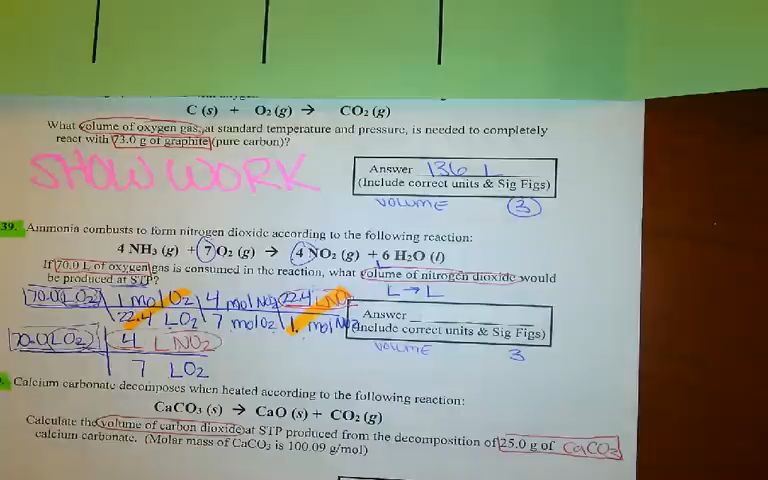 C (s) + O₂ (g) → CO₂ (g)
What volume of oxygen gas, at standard temperature and pressure, is needed to completely
react with 73.0 g of graphite (pure carbon)?
SHOW WORK
Answer 136 L
(Include correct units & Sig Figs)
VOLUME 3
39. Ammonia combusts to form nitrogen dioxide according to the following reaction:
4 NH₃ (g) + 7 O₂ (g) → 4 NO₂ (g) + 6 H₂O (l)
If 70.0 L of oxygen gas is consumed in the reaction, what volume of nitrogen dioxide would
be produced at STP?
L → L
70.0 L O₂ 1 mol O₂ 4 mol NO₂ 22.4 L NO₂
22.4 L O₂ 7 mol O₂ 1 mol NO₂
Answer
(Include correct units & Sig Figs)
VOLUME 3
70.0 L O₂ 4 L NO₂
7 L O₂
Calcium carbonate decomposes when heated according to the following reaction:
CaCO₃ (s) → CaO (s) + CO₂ (g)
Calculate the volume of carbon dioxide at STP produced from the decomposition of 25.0 g of CaCO₃
calcium carbonate. (Molar mass of CaCO₃ is 100.09 g/mol)